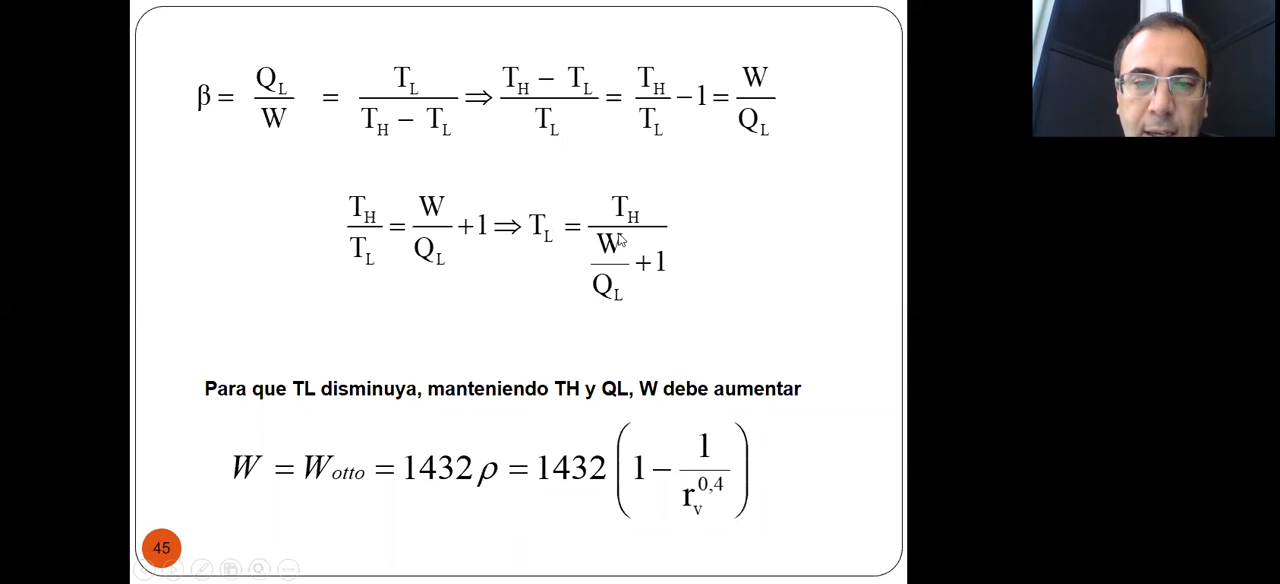 β = Q_L / W = T_L / (T_H − T_L) ⇒ (T_H − T_L) / T_L = T_H / T_L − 1 = W / Q_L
T_H / T_L = W / Q_L + 1 ⇒ T_L = T_H / (W / Q_L + 1)
Para que TL disminuya, manteniendo TH y QL, W debe aumentar
W = W_otto = 1432 ρ = 1432 (1 − 1 / r_v^0,4)
45